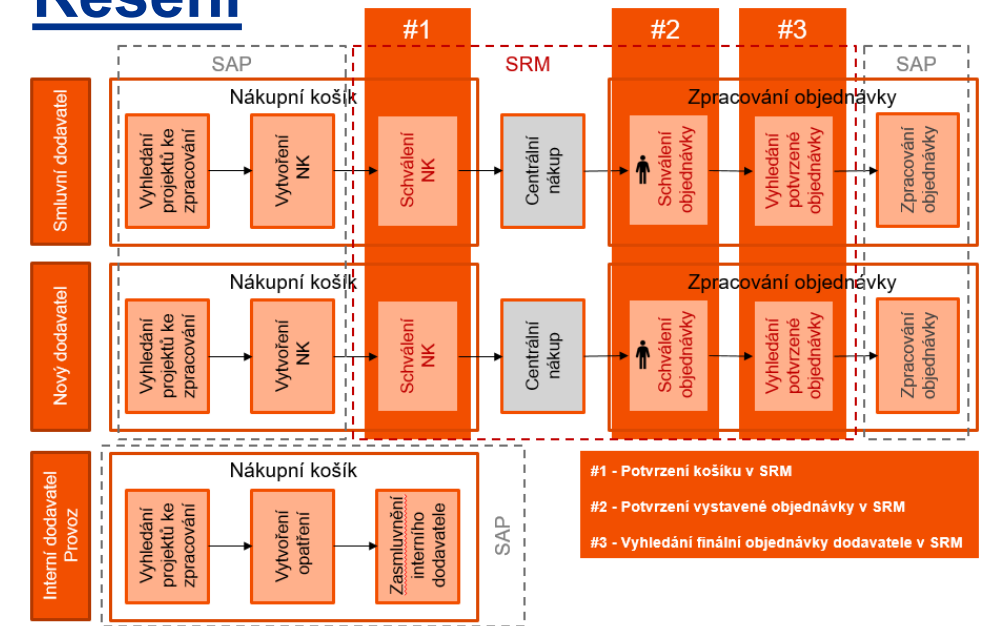 Řešení
#1
#2
#3
SAP
SRM
SAP
Smluvní dodavatel
Nákupní košík
Vyhledání
projektů ke
zpracování
Vytvoření
NK
Schválení
NK
Centrální
nákup
Zpracování objednávky
Schválení
objednávky
Vyhledání
potvrzené
objednávky
Zpracování
objednávky
Nový dodavatel
Nákupní košík
Vyhledání
projektů ke
zpracování
Vytvoření
NK
Schválení
NK
Centrální
nákup
Zpracování objednávky
Schválení
objednávky
Vyhledání
potvrzené
objednávky
Zpracování
objednávky
Interní dodavatel
Provoz
Nákupní košík
Vyhledání
projektů ke
zpracování
Vytvoření
opatření
Zasmluvnění
interního
dodavatele
SAP
#1 - Potvrzení košíku v SRM
#2 - Potvrzení vystavené objednávky v SRM
#3 - Vyhledání finální objednávky dodavatele v SRM